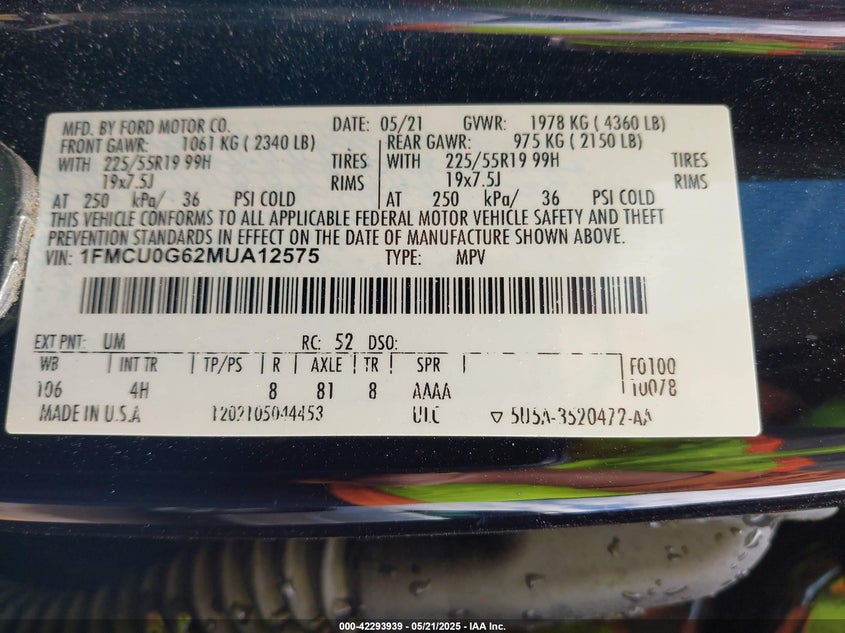 MFD. BY FORD MOTOR CO. DATE: 05/21 GVWR: 1978 KG ( 4360 LB)
FRONT GAWR: 1061 KG ( 2340 LB) REAR GAWR: 975 KG ( 2150 LB)
WITH 225/55R19 99H TIRES WITH 225/55R19 99H TIRES
19x7.5J RIMS 19x7.5J RIMS
AT 250 kPa/ 36 PSI COLD AT 250 kPa/ 36 PSI COLD
THIS VEHICLE CONFORMS TO ALL APPLICABLE FEDERAL MOTOR VEHICLE SAFETY AND THEFT
PREVENTION STANDARDS IN EFFECT ON THE DATE OF MANUFACTURE SHOWN ABOVE.
VIN: 1FMCU0G62MUA12575 TYPE: MPV
EXT PNT: UM RC: 52 DSO:
WB INT TR TP/PS R AXLE TR SPR F0100
106 4H 8 81 8 AAAA 10078
MADE IN U.S.A 1202105044453 ULC ▽ 5U5A-3520472-AA
000-42293939 - 05/21/2025 - IAA Inc.